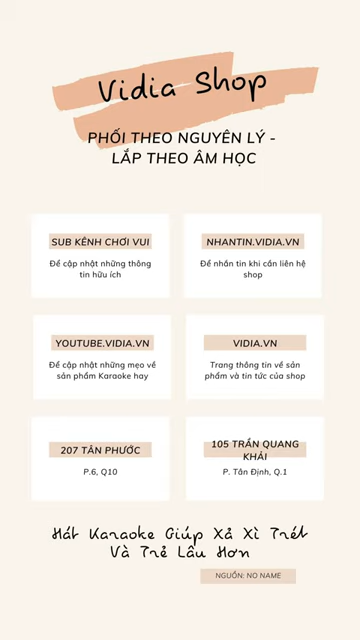 Vidia Shop
PHỐI THEO NGUYÊN LÝ -
LẮP THEO ÂM HỌC
SUB KÊNH CHƠI VUI
Để cập nhật những thông
tin hữu ích
NHANTIN.VIDIA.VN
Để nhắn tin khi cần liên hệ
shop
YOUTUBE.VIDIA.VN
Để cập nhật những mẹo về
sản phẩm Karaoke hay
VIDIA.VN
Trang thông tin về sản
phẩm và tin tức của shop
207 TÂN PHƯỚC
P.6, Q10
105 TRẦN QUANG
KHẢI
P. Tân Định, Q.1
Hát Karaoke Giúp Xả Xì Trét
Và Trẻ Lâu Hơn
NGUỒN: NO NAME